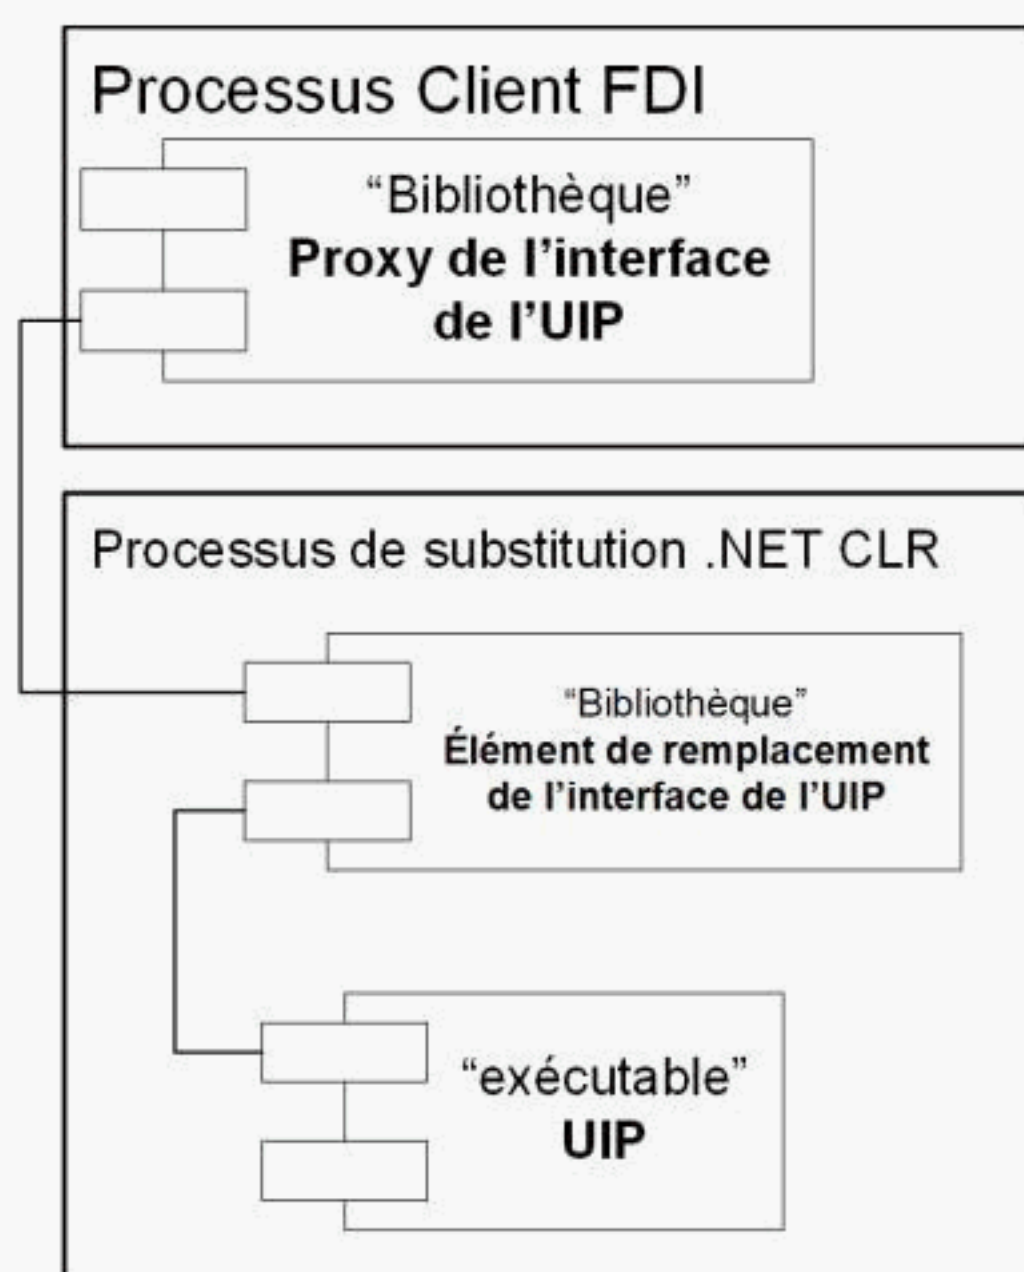 Processus Client FDI
“Bibliothèque”
Proxy de l’interface
de l’UIP
Processus de substitution .NET CLR
“Bibliothèque”
Élément de remplacement
de l’interface de l’UIP
“exécutable”
UIP